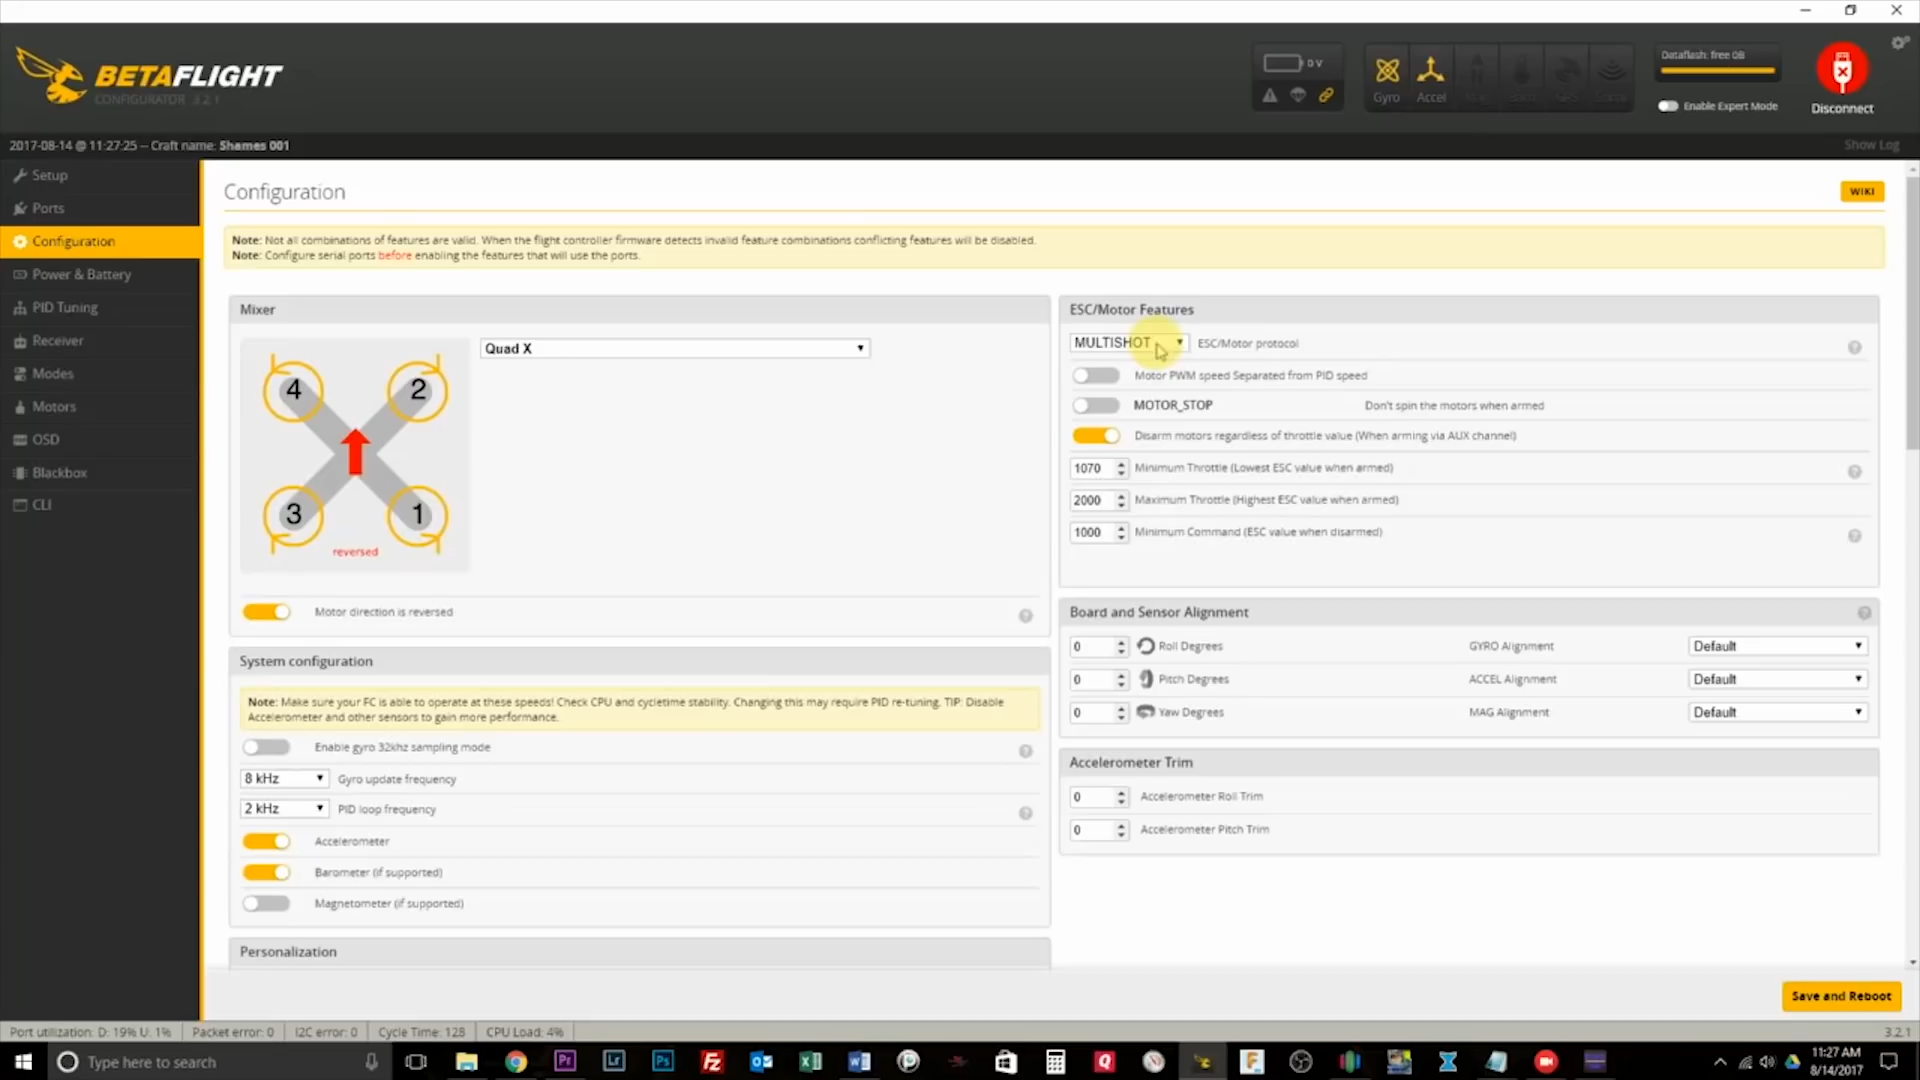 BETAFLIGHT
CONFIGURATOR 3.2.1
0 V
Gyro
Accel
Dataflash: free 0B
Enable Expert Mode
Disconnect
2017-08-14 @ 11:27:25 -- Craft name: Shames 001
Show Log
Setup
Ports
Configuration
Power & Battery
PID Tuning
Receiver
Modes
Motors
OSD
Blackbox
CLI
Configuration
WIKI
Note: Not all combinations of features are valid. When the flight controller firmware detects invalid feature combinations conflicting features will be disabled.
Note: Configure serial ports before enabling the features that will use the ports.
Mixer
Quad X
4
2
3
1
reversed
Motor direction is reversed
System configuration
Note: Make sure your FC is able to operate at these speeds! Check CPU and cycletime stability. Changing this may require PID re-tuning. TIP: Disable
Accelerometer and other sensors to gain more performance.
Enable gyro 32khz sampling mode
8 kHz Gyro update frequency
2 kHz PID loop frequency
Accelerometer
Barometer (if supported)
Magnetometer (if supported)
Personalization
ESC/Motor Features
MULTISHOT ESC/Motor protocol
Motor PWM speed Separated from PID speed
MOTOR_STOP Don't spin the motors when armed
Disarm motors regardless of throttle value (When arming via AUX channel)
1070 Minimum Throttle (Lowest ESC value when armed)
2000 Maximum Throttle (Highest ESC value when armed)
1000 Minimum Command (ESC value when disarmed)
Board and Sensor Alignment
0 Roll Degrees GYRO Alignment Default
0 Pitch Degrees ACCEL Alignment Default
0 Yaw Degrees MAG Alignment Default
Accelerometer Trim
0 Accelerometer Roll Trim
0 Accelerometer Pitch Trim
Save and Reboot
Port utilization: D: 19% U: 1% Packet error: 0 I2C error: 0 Cycle Time: 128 CPU Load: 4%
3.2.1
Type here to search
Pr
Lr
Ps
11:27 AM
8/14/2017